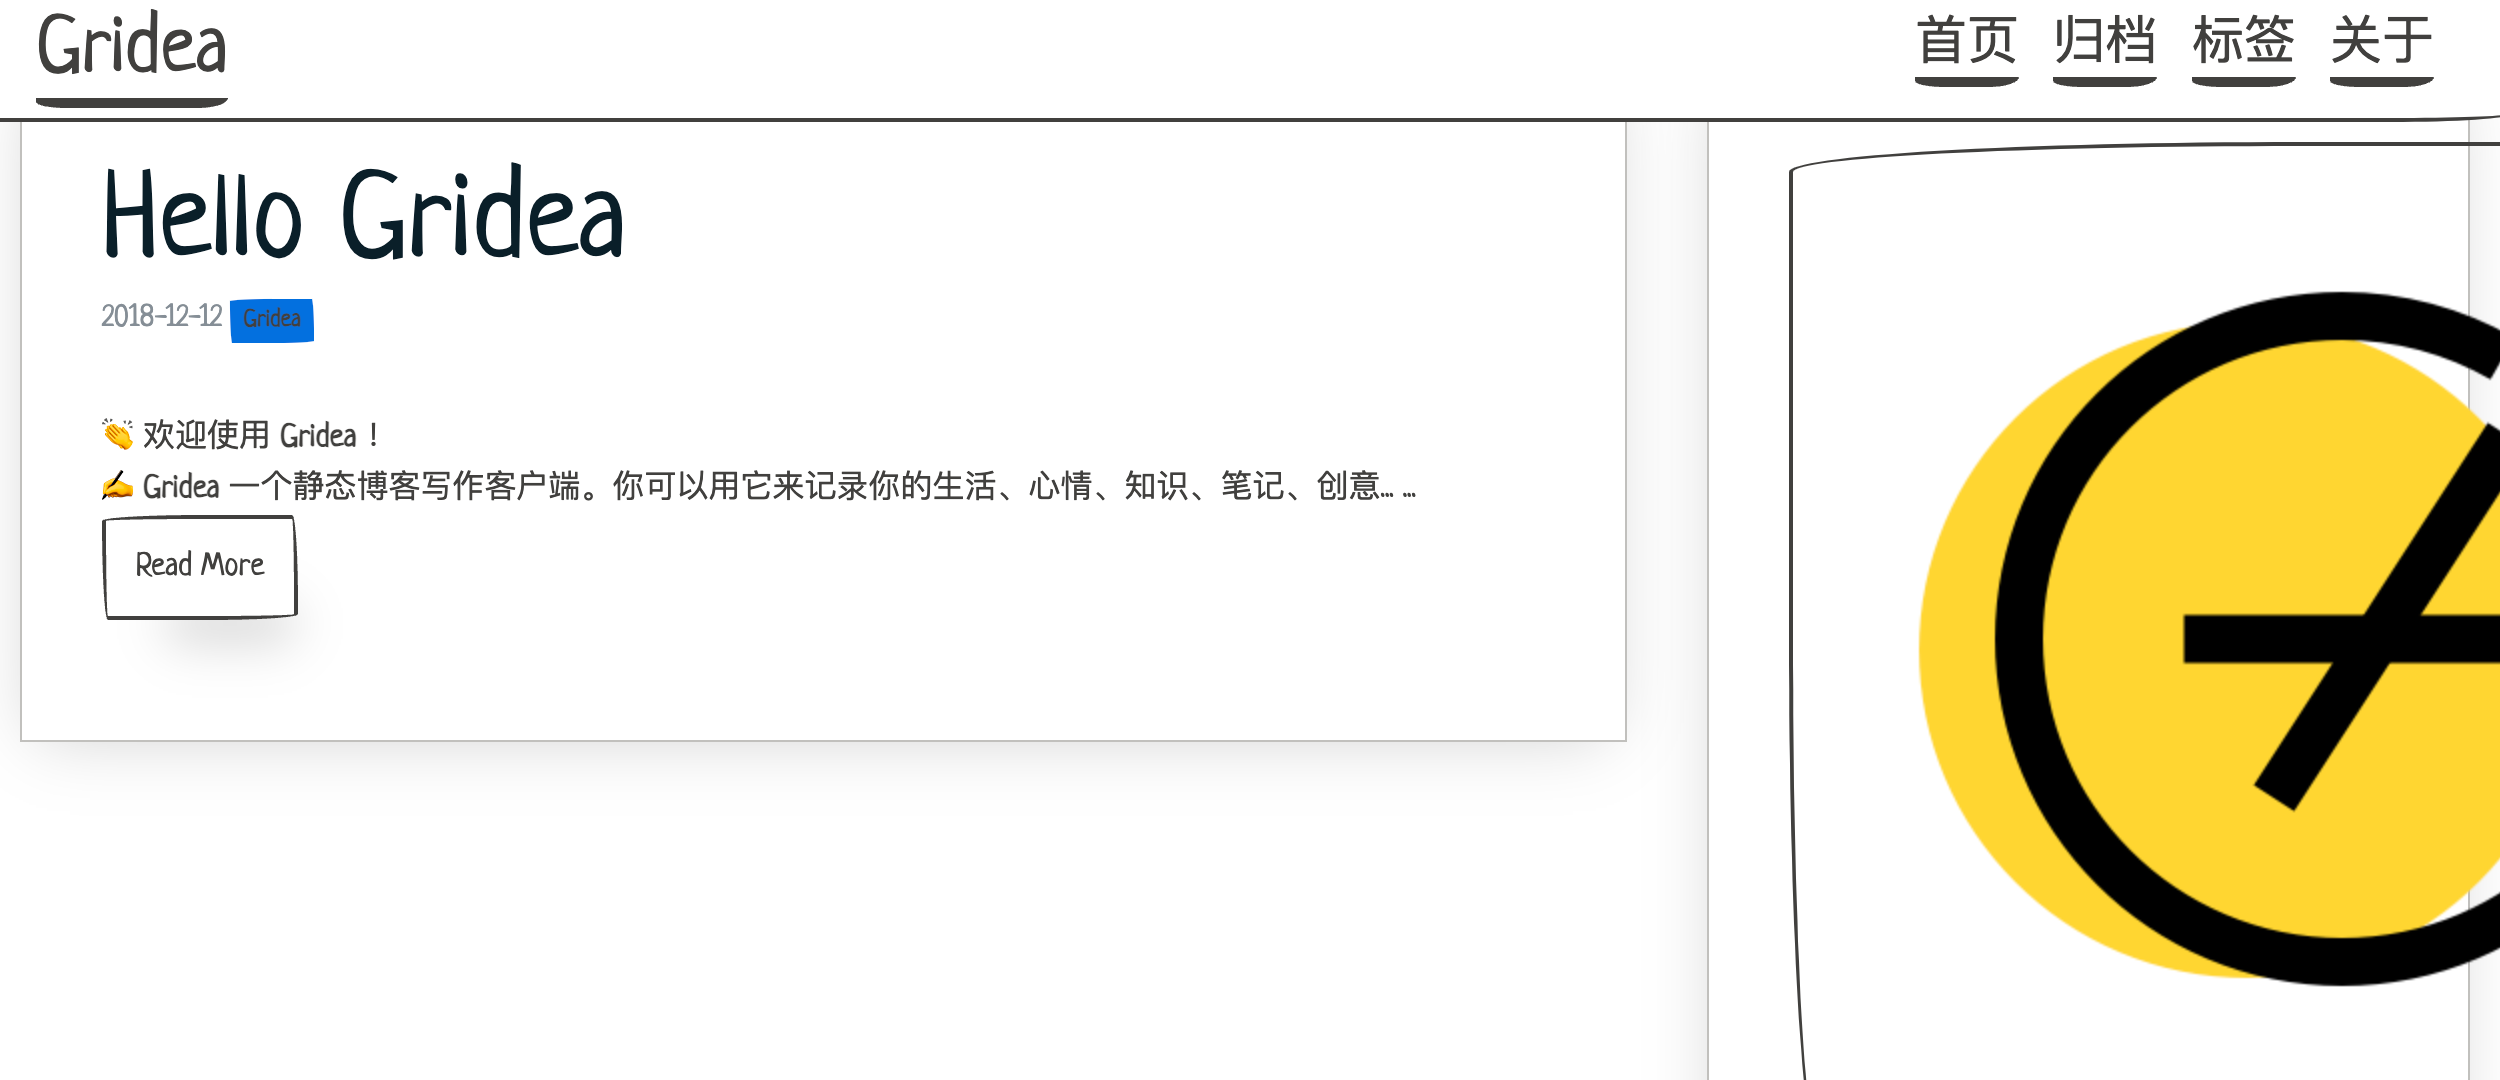 Gridea
首页 归档 标签 关于
Hello Gridea
2018-12-12 Gridea
👏 欢迎使用 Gridea !
✍️ Gridea 一个静态博客写作客户端。你可以用它来记录你的生活、心情、知识、笔记、创意... ...
Read More